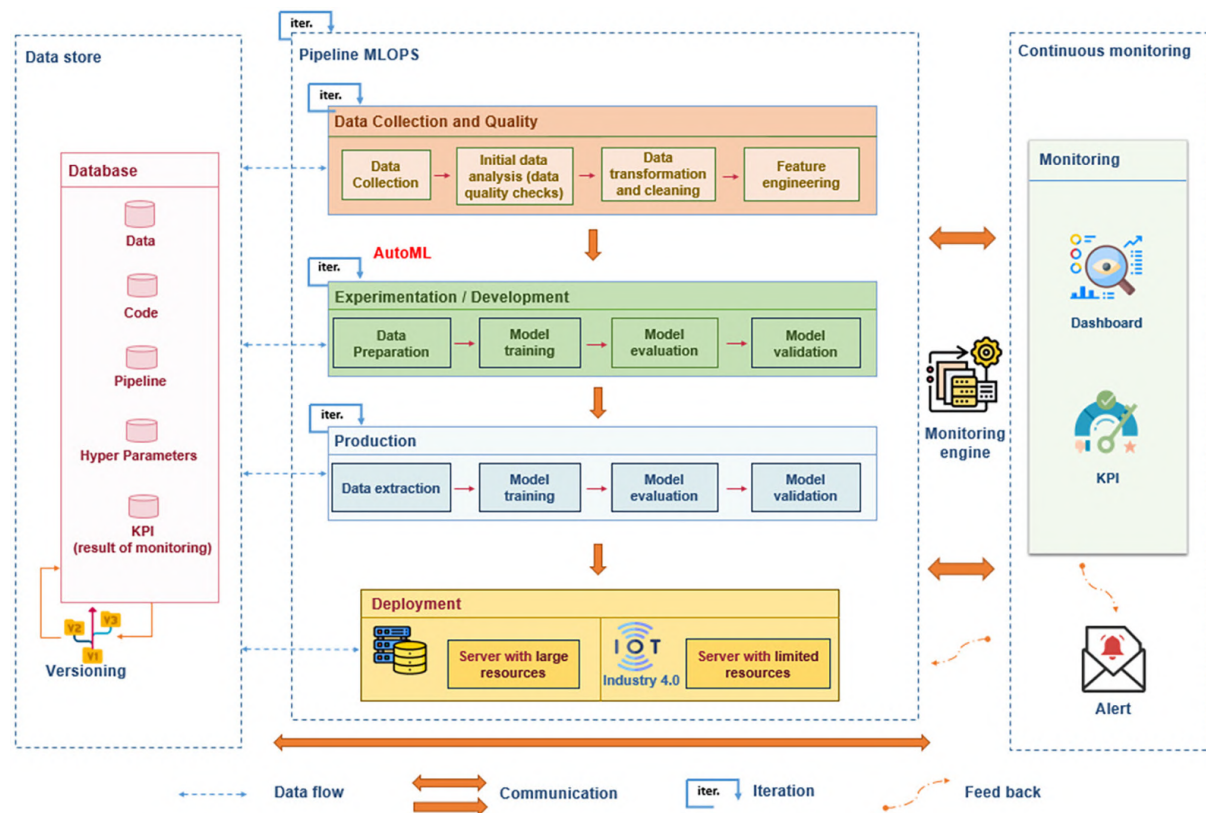 iter.
Data store
Pipeline MLOPS
Continuous monitoring
iter.
Data Collection and Quality
Data
Collection
Initial data
analysis (data
quality checks)
Data
transformation
and cleaning
Feature
engineering
Database
Data
Code
Pipeline
Hyper Parameters
KPI
(result of monitoring)
V2
V3
V1
Versioning
AutoML
iter.
Experimentation / Development
Data
Preparation
Model
training
Model
evaluation
Model
validation
iter.
Production
Data extraction
Model
training
Model
evaluation
Model
validation
Deployment
Server with large
resources
IOT
Industry 4.0
Server with limited
resources
Monitoring
engine
Monitoring
Dashboard
KPI
Alert
Data flow
Communication
iter.
Iteration
Feed back